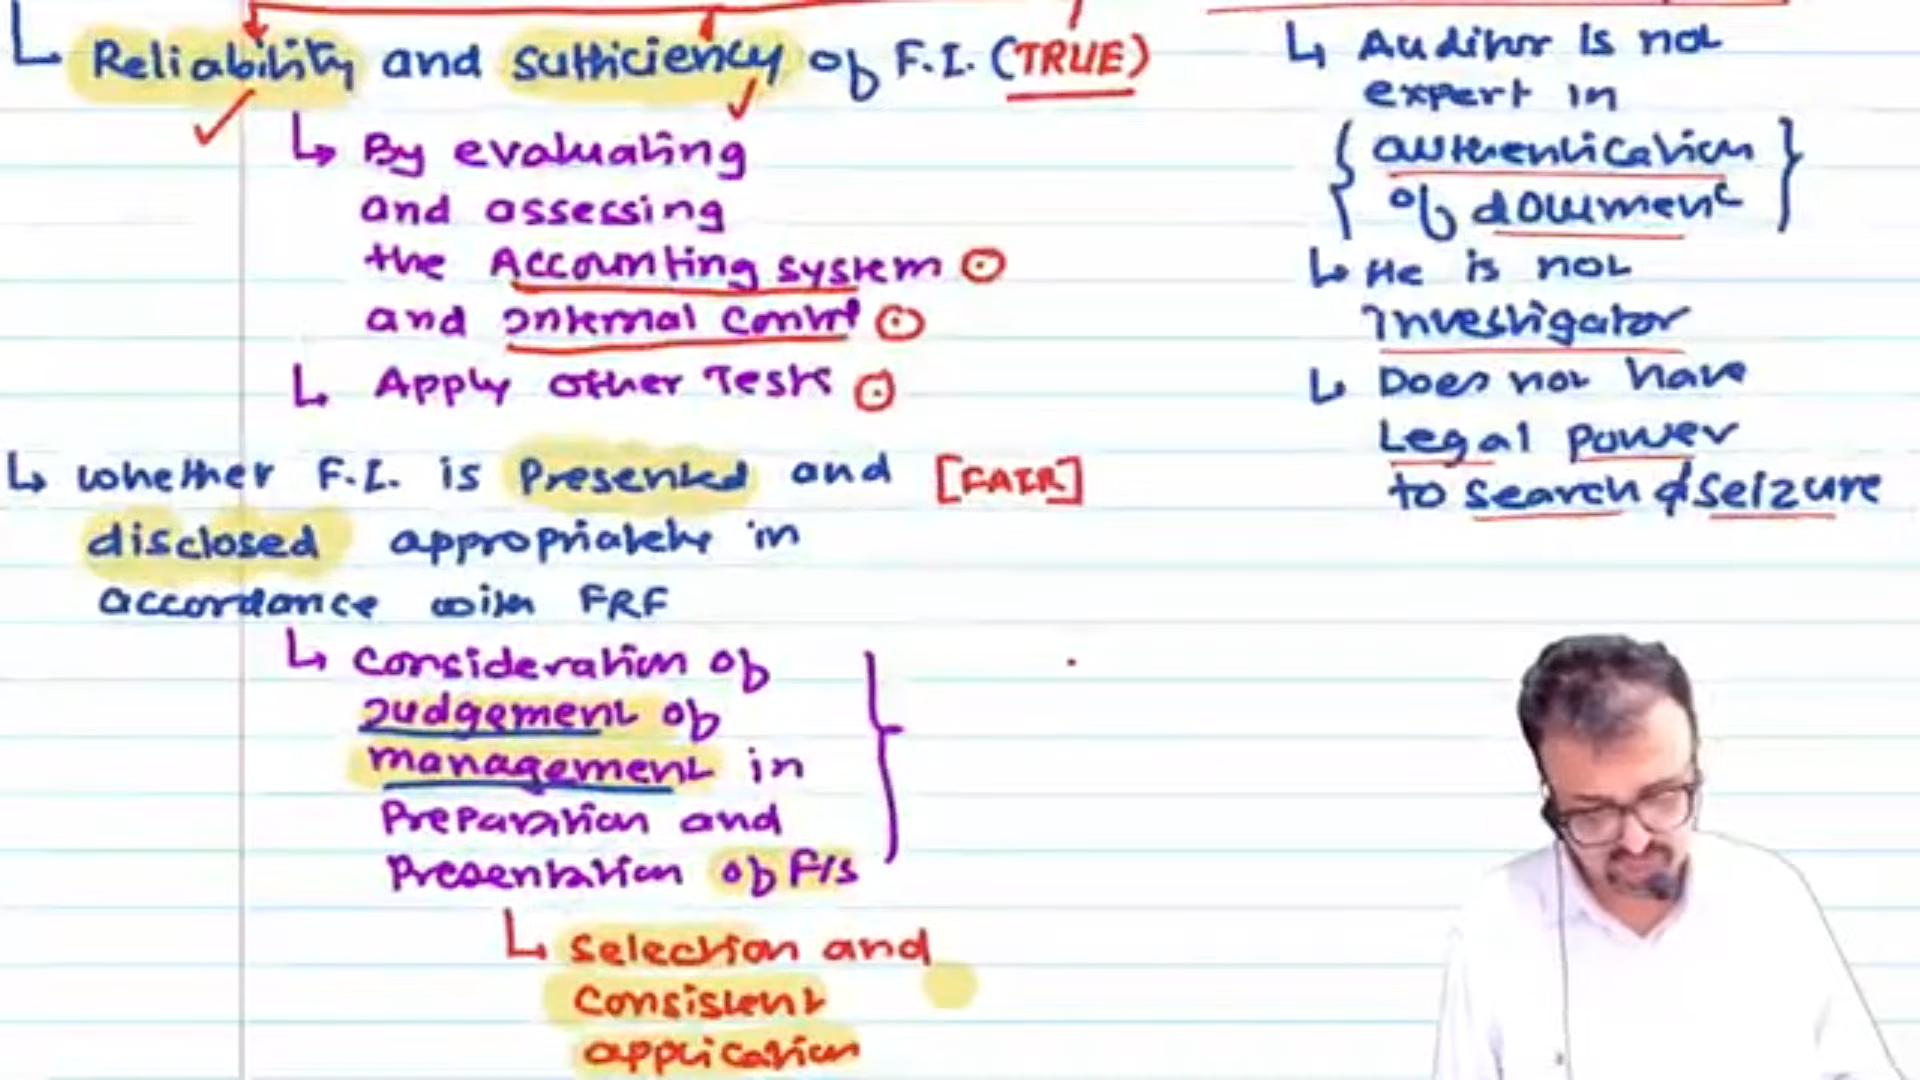 ↳ Reliability and sufficiency of F.I. (TRUE)
↳ By evaluating
and assessing
the Accounting system
and Internal Control
↳ Apply other Tests
↳ whether F.I. is Presented and [FAIR]
disclosed appropriately in
accordance with FRF
↳ Consideration of
Judgement of
management in
Preparation and
Presentation of F/s
↳ Selection and
Consistent
application
↳ Auditor is not
expert in
{ authentication }
of document
↳ He is not
Investigator
↳ Does not have
Legal power
to search & seizure